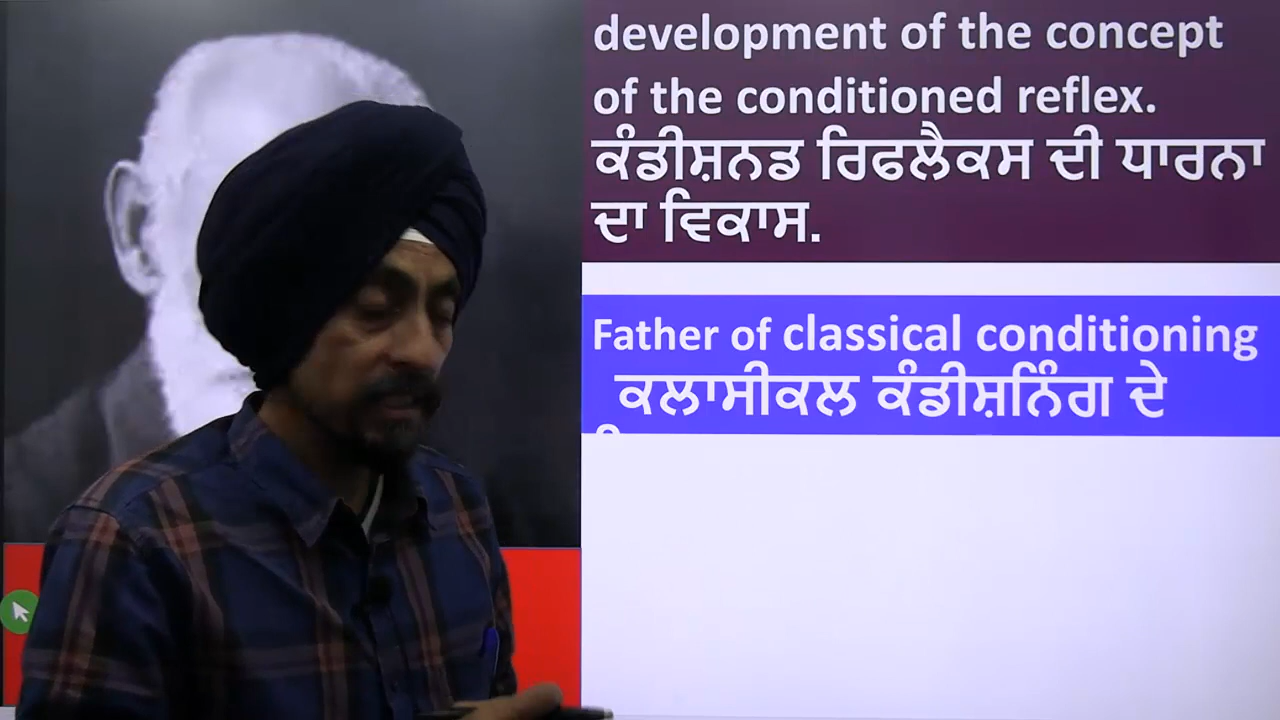 development of the concept
of the conditioned reflex.
ਕੰਡੀਸ਼ਨਡ ਰਿਫਲੈਕਸ ਦੀ ਧਾਰਨਾ
ਦਾ ਵਿਕਾਸ.
Father of classical conditioning
ਕਲਾਸੀਕਲ ਕੰਡੀਸ਼ਨਿੰਗ ਦੇ